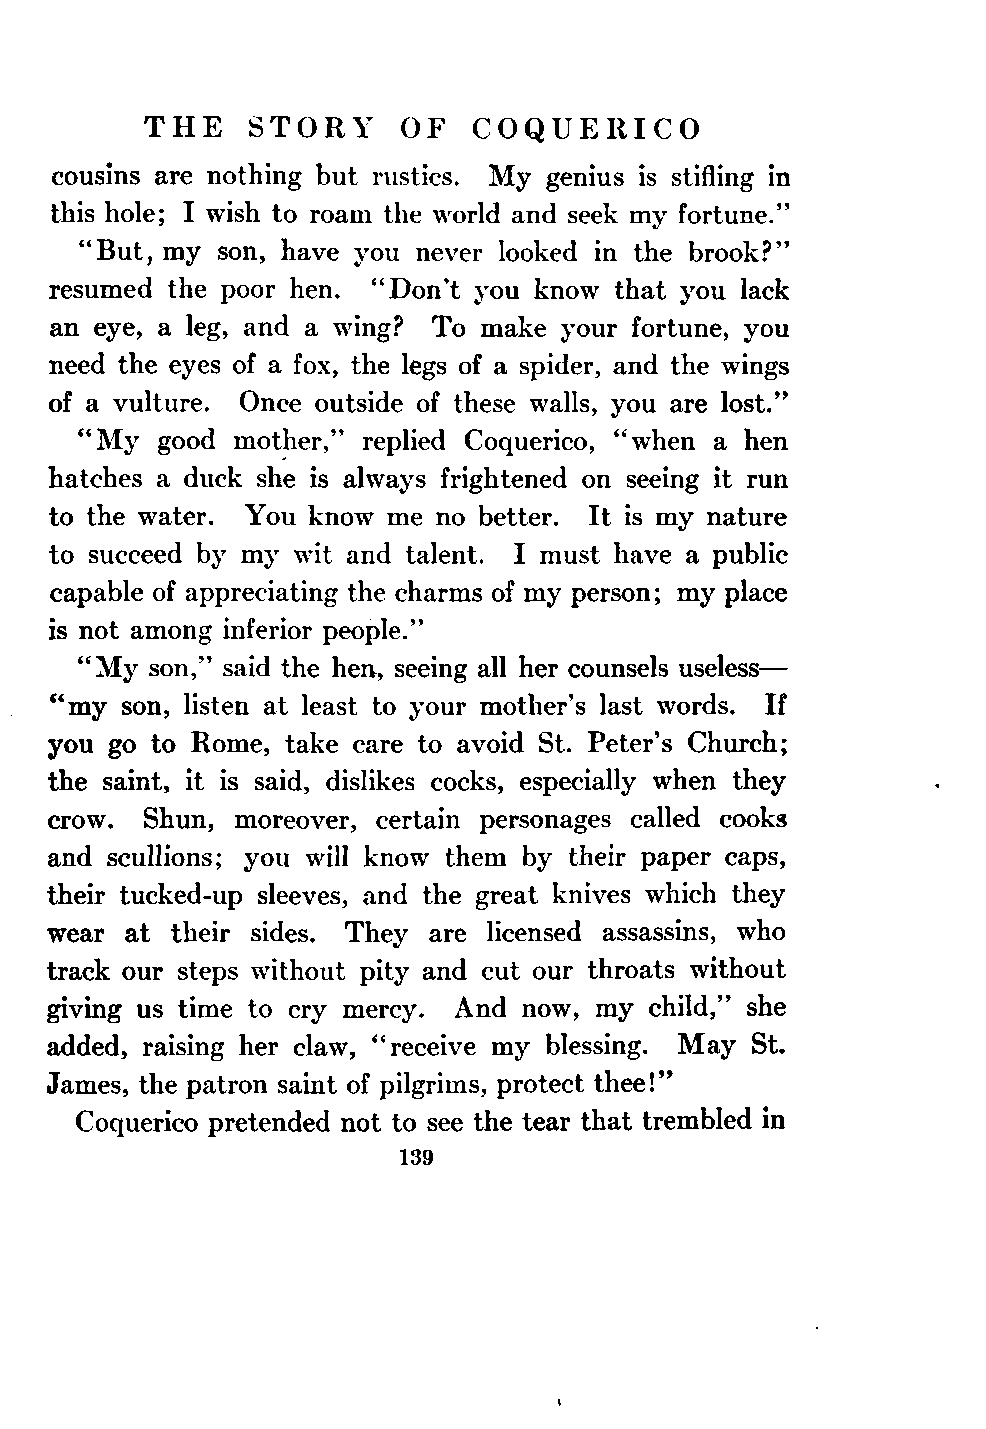 THE STORY OF COQUERICO
cousins are nothing but rustics. My genius is stifling in
this hole; I wish to roam the world and seek my fortune.”
“But, my son, have you never looked in the brook?”
resumed the poor hen. “Don’t you know that you lack
an eye, a leg, and a wing? To make your fortune, you
need the eyes of a fox, the legs of a spider, and the wings
of a vulture. Once outside of these walls, you are lost.”
“My good mother,” replied Coquerico, “when a hen
hatches a duck she is always frightened on seeing it run
to the water. You know me no better. It is my nature
to succeed by my wit and talent. I must have a public
capable of appreciating the charms of my person; my place
is not among inferior people.”
“My son,” said the hen, seeing all her counsels useless—
“my son, listen at least to your mother’s last words. If
you go to Rome, take care to avoid St. Peter’s Church;
the saint, it is said, dislikes cocks, especially when they
crow. Shun, moreover, certain personages called cooks
and scullions; you will know them by their paper caps,
their tucked-up sleeves, and the great knives which they
wear at their sides. They are licensed assassins, who
track our steps without pity and cut our throats without
giving us time to cry mercy. And now, my child,” she
added, raising her claw, “receive my blessing. May St.
James, the patron saint of pilgrims, protect thee!”
Coquerico pretended not to see the tear that trembled in
139